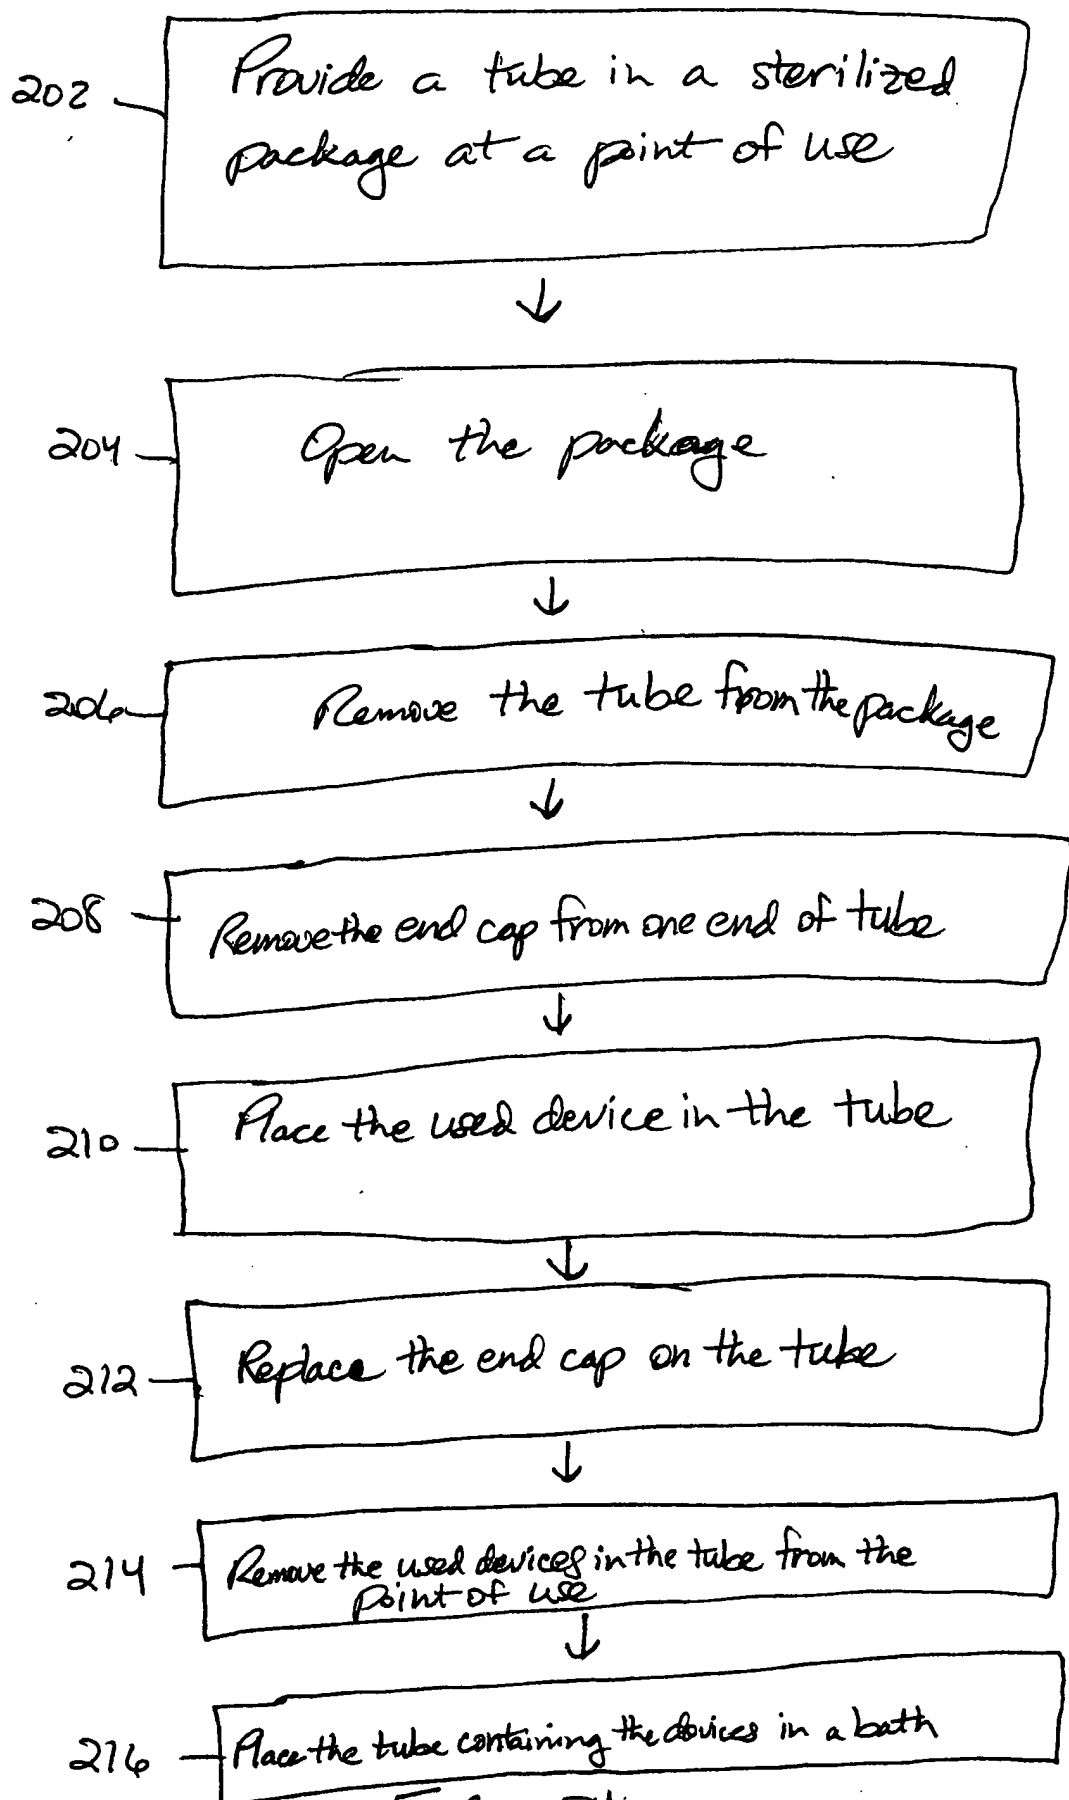 202
Provide a tube in a sterilized
package at a point of use
204
Open the package
206
Remove the tube from the package
208
Remove the end cap from one end of tube
210
Place the used device in the tube
212
Replace the end cap on the tube
214
Remove the used devices in the tube from the
point of use
216
Place the tube containing the devices in a bath